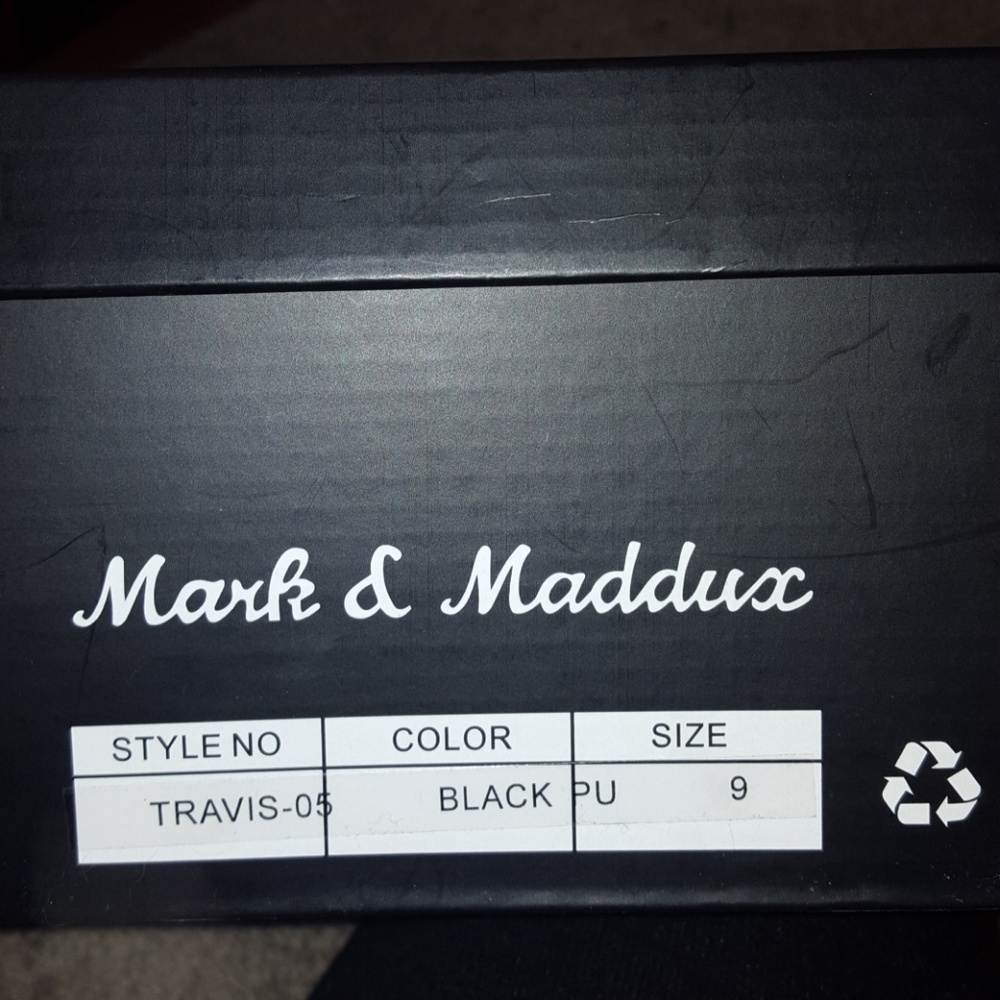 Mark & Maddux
STYLE NO COLOR SIZE
TRAVIS-05 BLACK PU 9